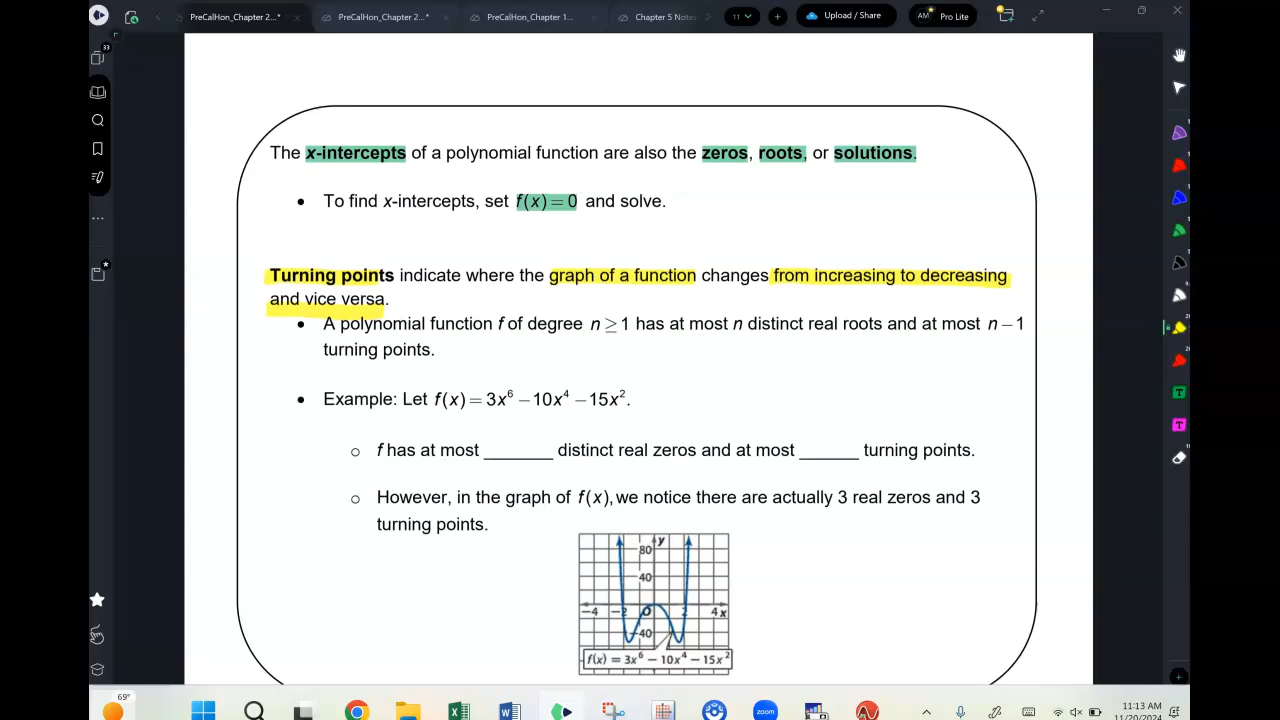 PreCalHon_Chapter 2...*
PreCalHon_Chapter 2...*
PreCalHon_Chapter 1...
Chapter 5 Notes
11
Upload / Share
AM
Pro Lite
33
The x-intercepts of a polynomial function are also the zeros, roots, or solutions.
• To find x-intercepts, set f(x) = 0 and solve.
Turning points indicate where the graph of a function changes from increasing to decreasing
and vice versa.
• A polynomial function f of degree n ≥ 1 has at most n distinct real roots and at most n − 1
turning points.
• Example: Let f(x) = 3x⁶ − 10x⁴ − 15x².
o f has at most _______ distinct real zeros and at most ______ turning points.
o However, in the graph of f(x), we notice there are actually 3 real zeros and 3
turning points.
y
80
40
−4 −2 O 2 4 x
−40
f(x) = 3x⁶ − 10x⁴ − 15x²
69°
zoom
11:13 AM